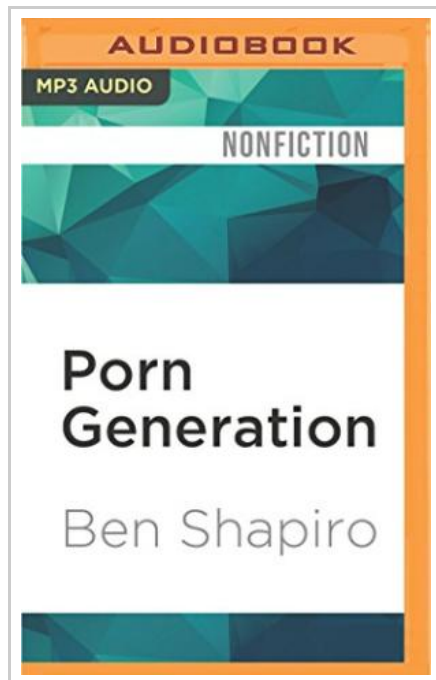 AUDIOBOOK
MP3 AUDIO
NONFICTION
Porn
Generation
Ben Shapiro